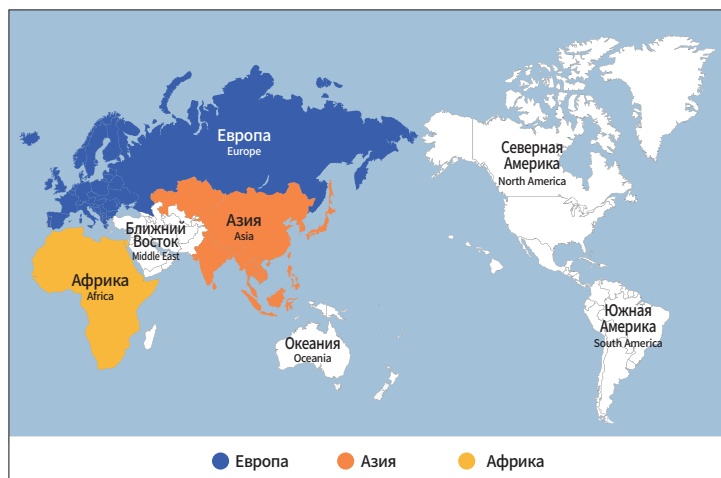 Европа
Europe
Северная
Америка
North America
Азия
Asia
Ближний
Восток
Middle East
Африка
Africa
Океания
Oceania
Южная
Америка
South America
Европа
Азия
Африка